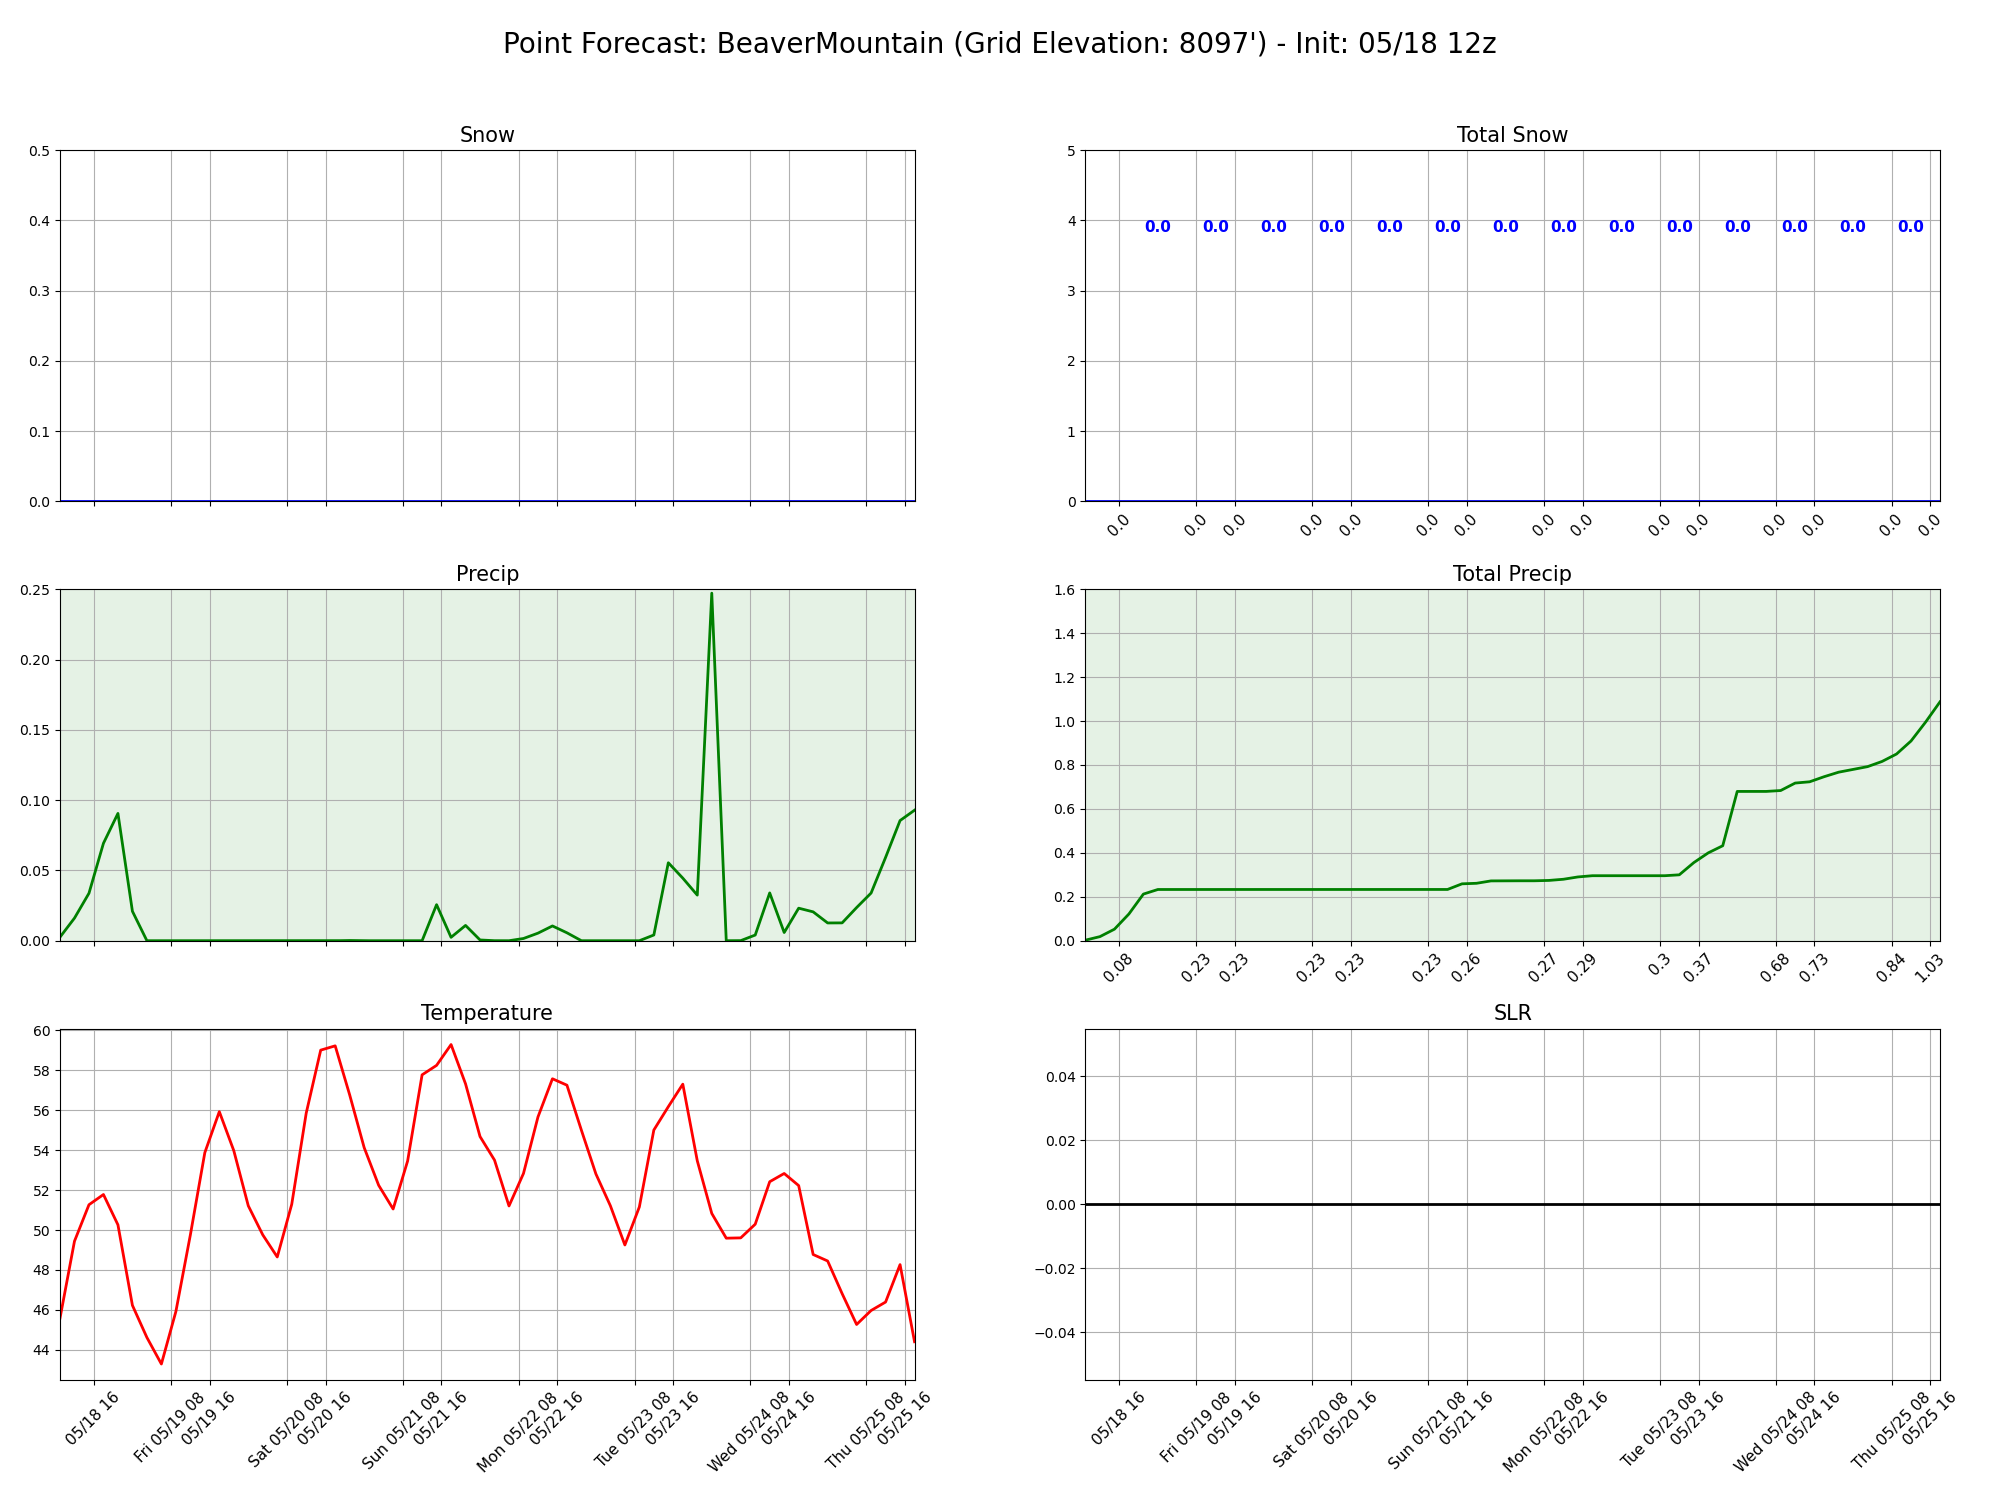 Point Forecast: BeaverMountain (Grid Elevation: 8097') - Init: 05/18 12z
Snow
0.5
0.4
0.3
0.2
0.1
0.0
Total Snow
5
4
3
2
1
0
0.0 0.0 0.0 0.0 0.0 0.0 0.0 0.0 0.0 0.0 0.0 0.0 0.0 0.0
0.0 0.0 0.0 0.0 0.0 0.0 0.0 0.0 0.0 0.0 0.0 0.0 0.0 0.0 0.0
Precip
0.25
0.20
0.15
0.10
0.05
0.00
Total Precip
1.6
1.4
1.2
1.0
0.8
0.6
0.4
0.2
0.0
0.08 0.23 0.23 0.23 0.23 0.23 0.26 0.27 0.29 0.3 0.37 0.68 0.73 0.84 1.03
Temperature
60
58
56
54
52
50
48
46
44
05/18 16
Fri 05/19 08
05/19 16
Sat 05/20 08
05/20 16
Sun 05/21 08
05/21 16
Mon 05/22 08
05/22 16
Tue 05/23 08
05/23 16
Wed 05/24 08
05/24 16
Thu 05/25 08
05/25 16
SLR
0.04
0.02
0.00
−0.02
−0.04
05/18 16
Fri 05/19 08
05/19 16
Sat 05/20 08
05/20 16
Sun 05/21 08
05/21 16
Mon 05/22 08
05/22 16
Tue 05/23 08
05/23 16
Wed 05/24 08
05/24 16
Thu 05/25 08
05/25 16